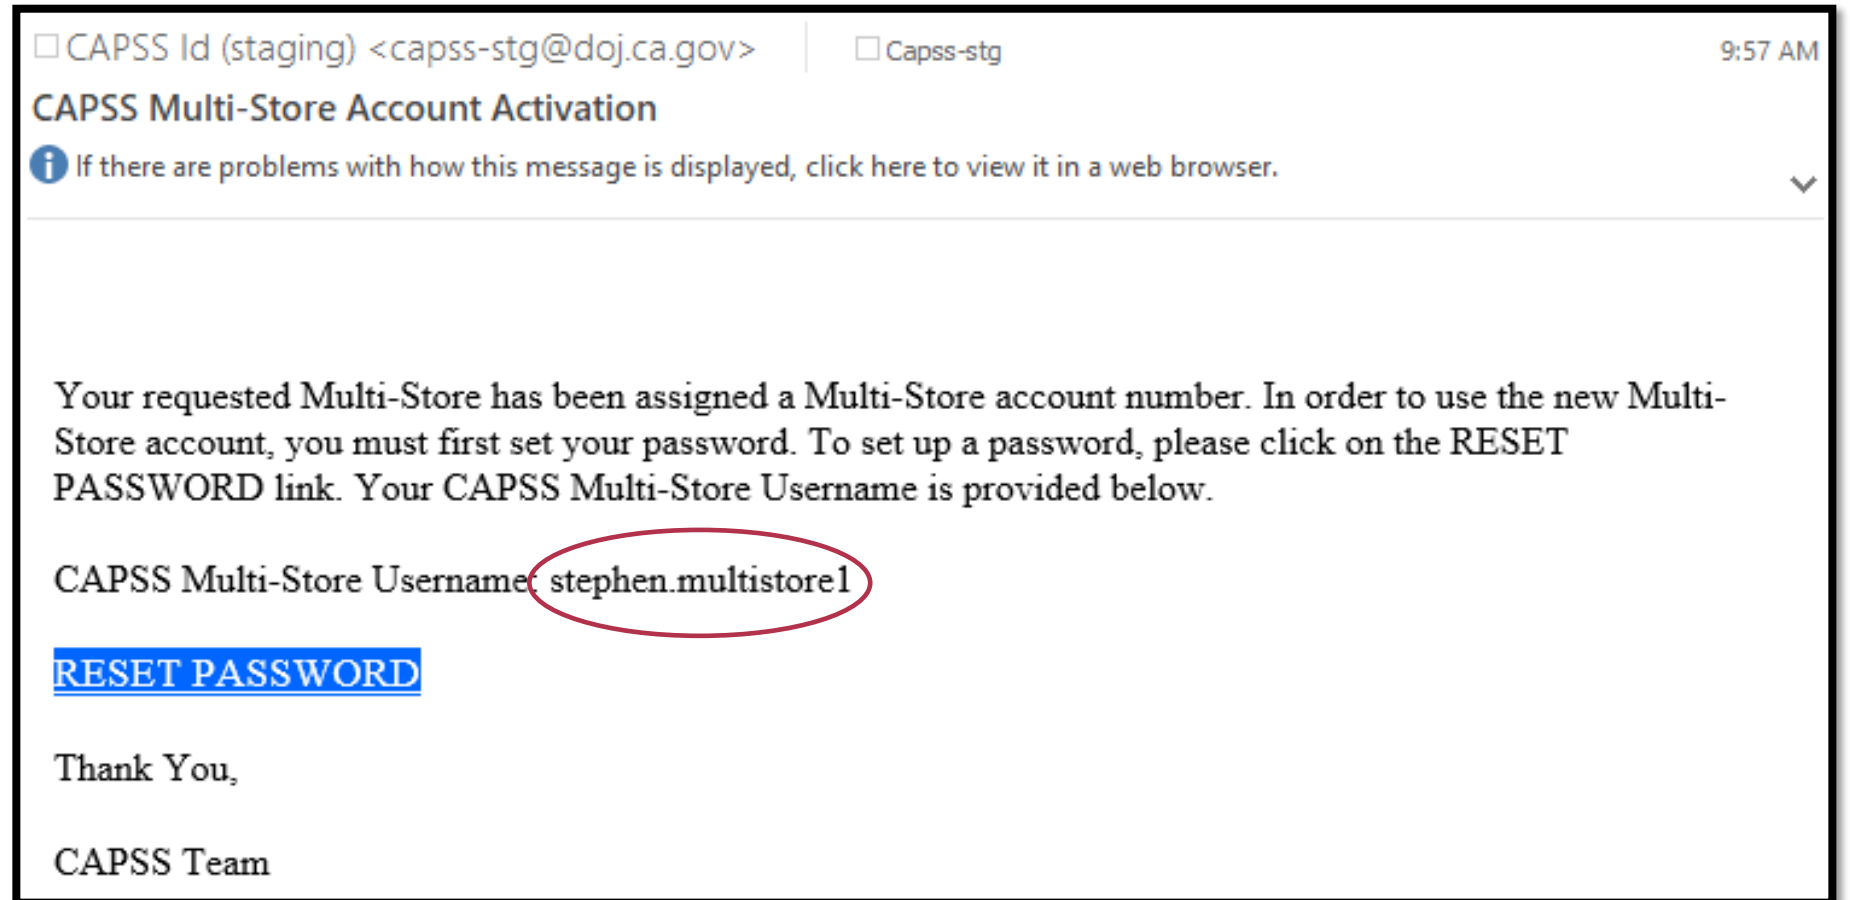 CAPSS Id (staging) <capss-stg@doj.ca.gov>
Capss-stg
9:57 AM
CAPSS Multi-Store Account Activation
If there are problems with how this message is displayed, click here to view it in a web browser.
Your requested Multi-Store has been assigned a Multi-Store account number. In order to use the new Multi-
Store account, you must first set your password. To set up a password, please click on the RESET
PASSWORD link. Your CAPSS Multi-Store Username is provided below.
CAPSS Multi-Store Username: stephen.multistore1
RESET PASSWORD
Thank You,
CAPSS Team